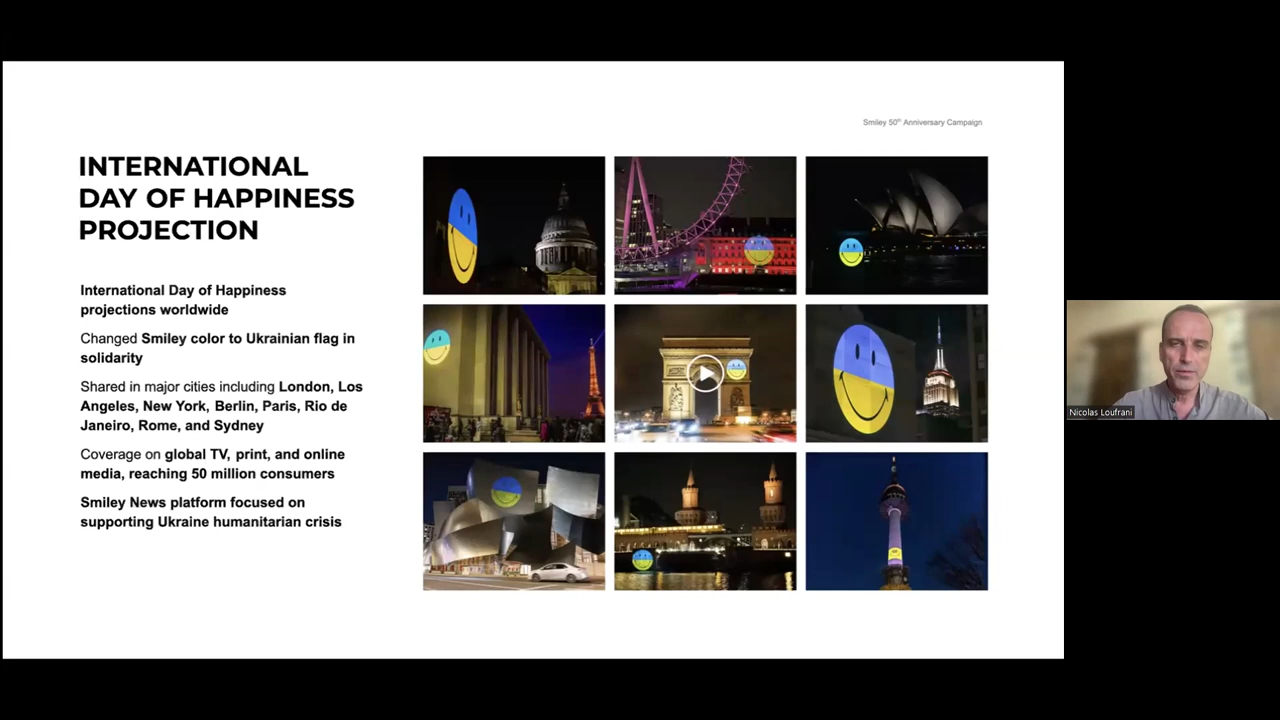 Smiley 50th Anniversary Campaign
INTERNATIONAL
DAY OF HAPPINESS
PROJECTION
International Day of Happiness
projections worldwide
Changed Smiley color to Ukrainian flag in
solidarity
Shared in major cities including London, Los
Angeles, New York, Berlin, Paris, Rio de
Janeiro, Rome, and Sydney
Coverage on global TV, print, and online
media, reaching 50 million consumers
Smiley News platform focused on
supporting Ukraine humanitarian crisis
Nicolas Loufrani